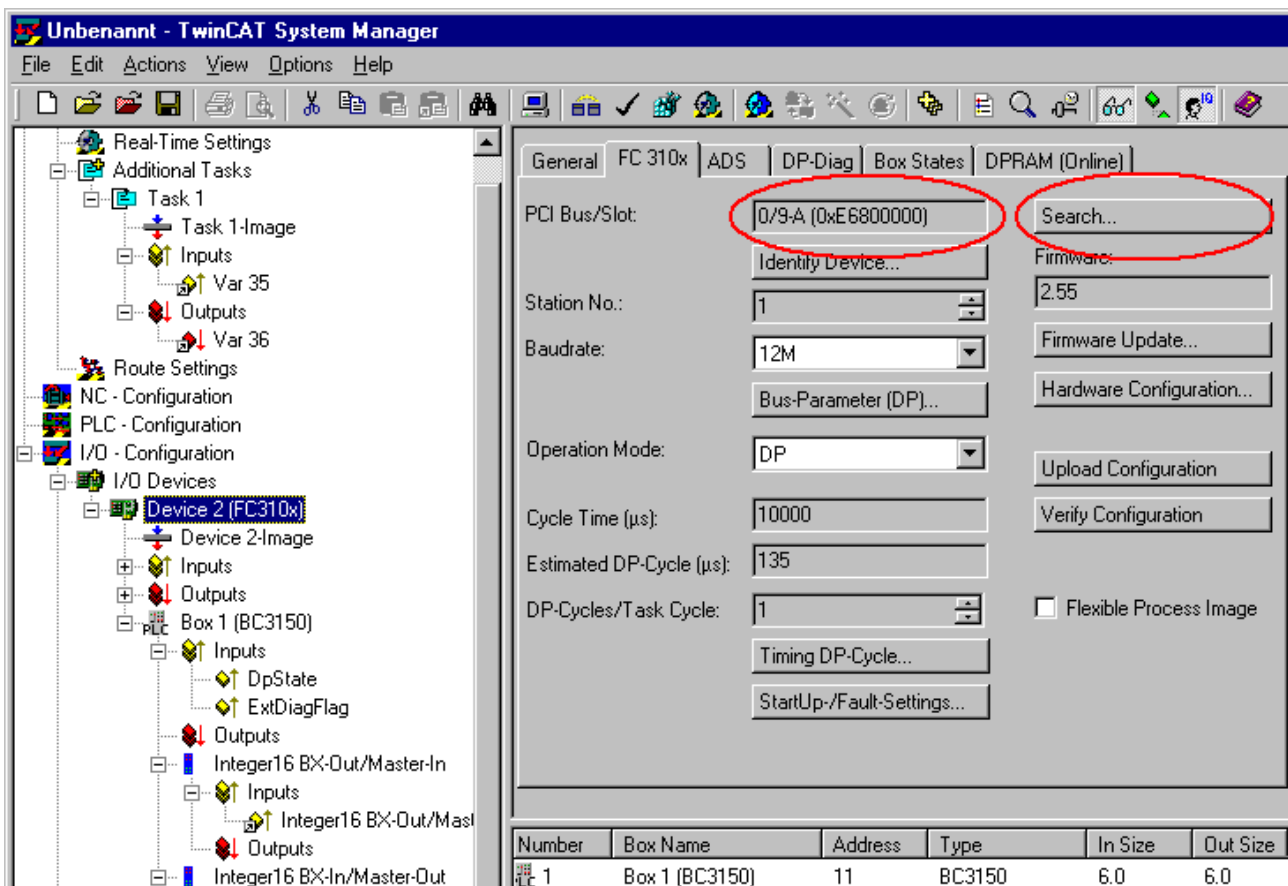 Unbenannt - TwinCAT System Manager
File Edit Actions View Options Help
Real-Time Settings
Additional Tasks
Task 1
Task 1-Image
Inputs
Var 35
Outputs
Var 36
Route Settings
NC - Configuration
PLC - Configuration
I/O - Configuration
I/O Devices
Device 2 (FC310x)
Device 2-Image
Inputs
Outputs
Box 1 (BC3150)
Inputs
DpState
ExtDiagFlag
Outputs
Integer16 BX-Out/Master-In
Inputs
Integer16 BX-Out/Mast
Outputs
Integer16 BX-In/Master-Out
General FC 310x ADS DP-Diag Box States DPRAM (Online)
PCI Bus/Slot: 0/9-A (0xE6800000) Search...
Identify Device... Firmware:
2.55
Station No.: 1
Firmware Update...
Baudrate: 12M
Bus-Parameter (DP)... Hardware Configuration...
Operation Mode: DP
Upload Configuration
Cycle Time (µs): 10000 Verify Configuration
Estimated DP-Cycle (µs): 135
DP-Cycles/Task Cycle: 1 Flexible Process Image
Timing DP-Cycle...
StartUp-/Fault-Settings...
Number Box Name Address Type In Size Out Size
1 Box 1 (BC3150) 11 BC3150 6.0 6.0